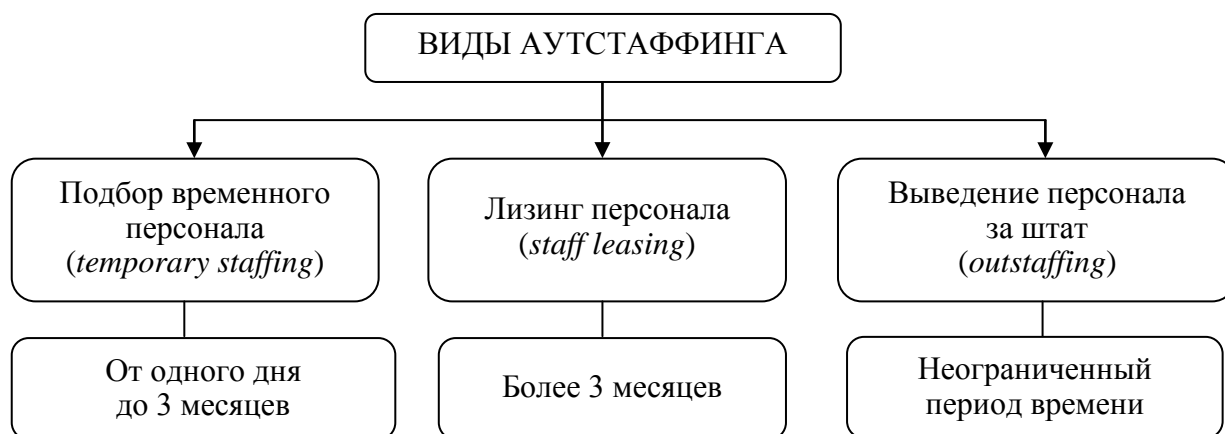 ВИДЫ АУТСТАФФИНГА
Подбор временного
персонала
(temporary staffing)
Лизинг персонала
(staff leasing)
Выведение персонала
за штат
(outstaffing)
От одного дня
до 3 месяцев
Более 3 месяцев
Неограниченный
период времени